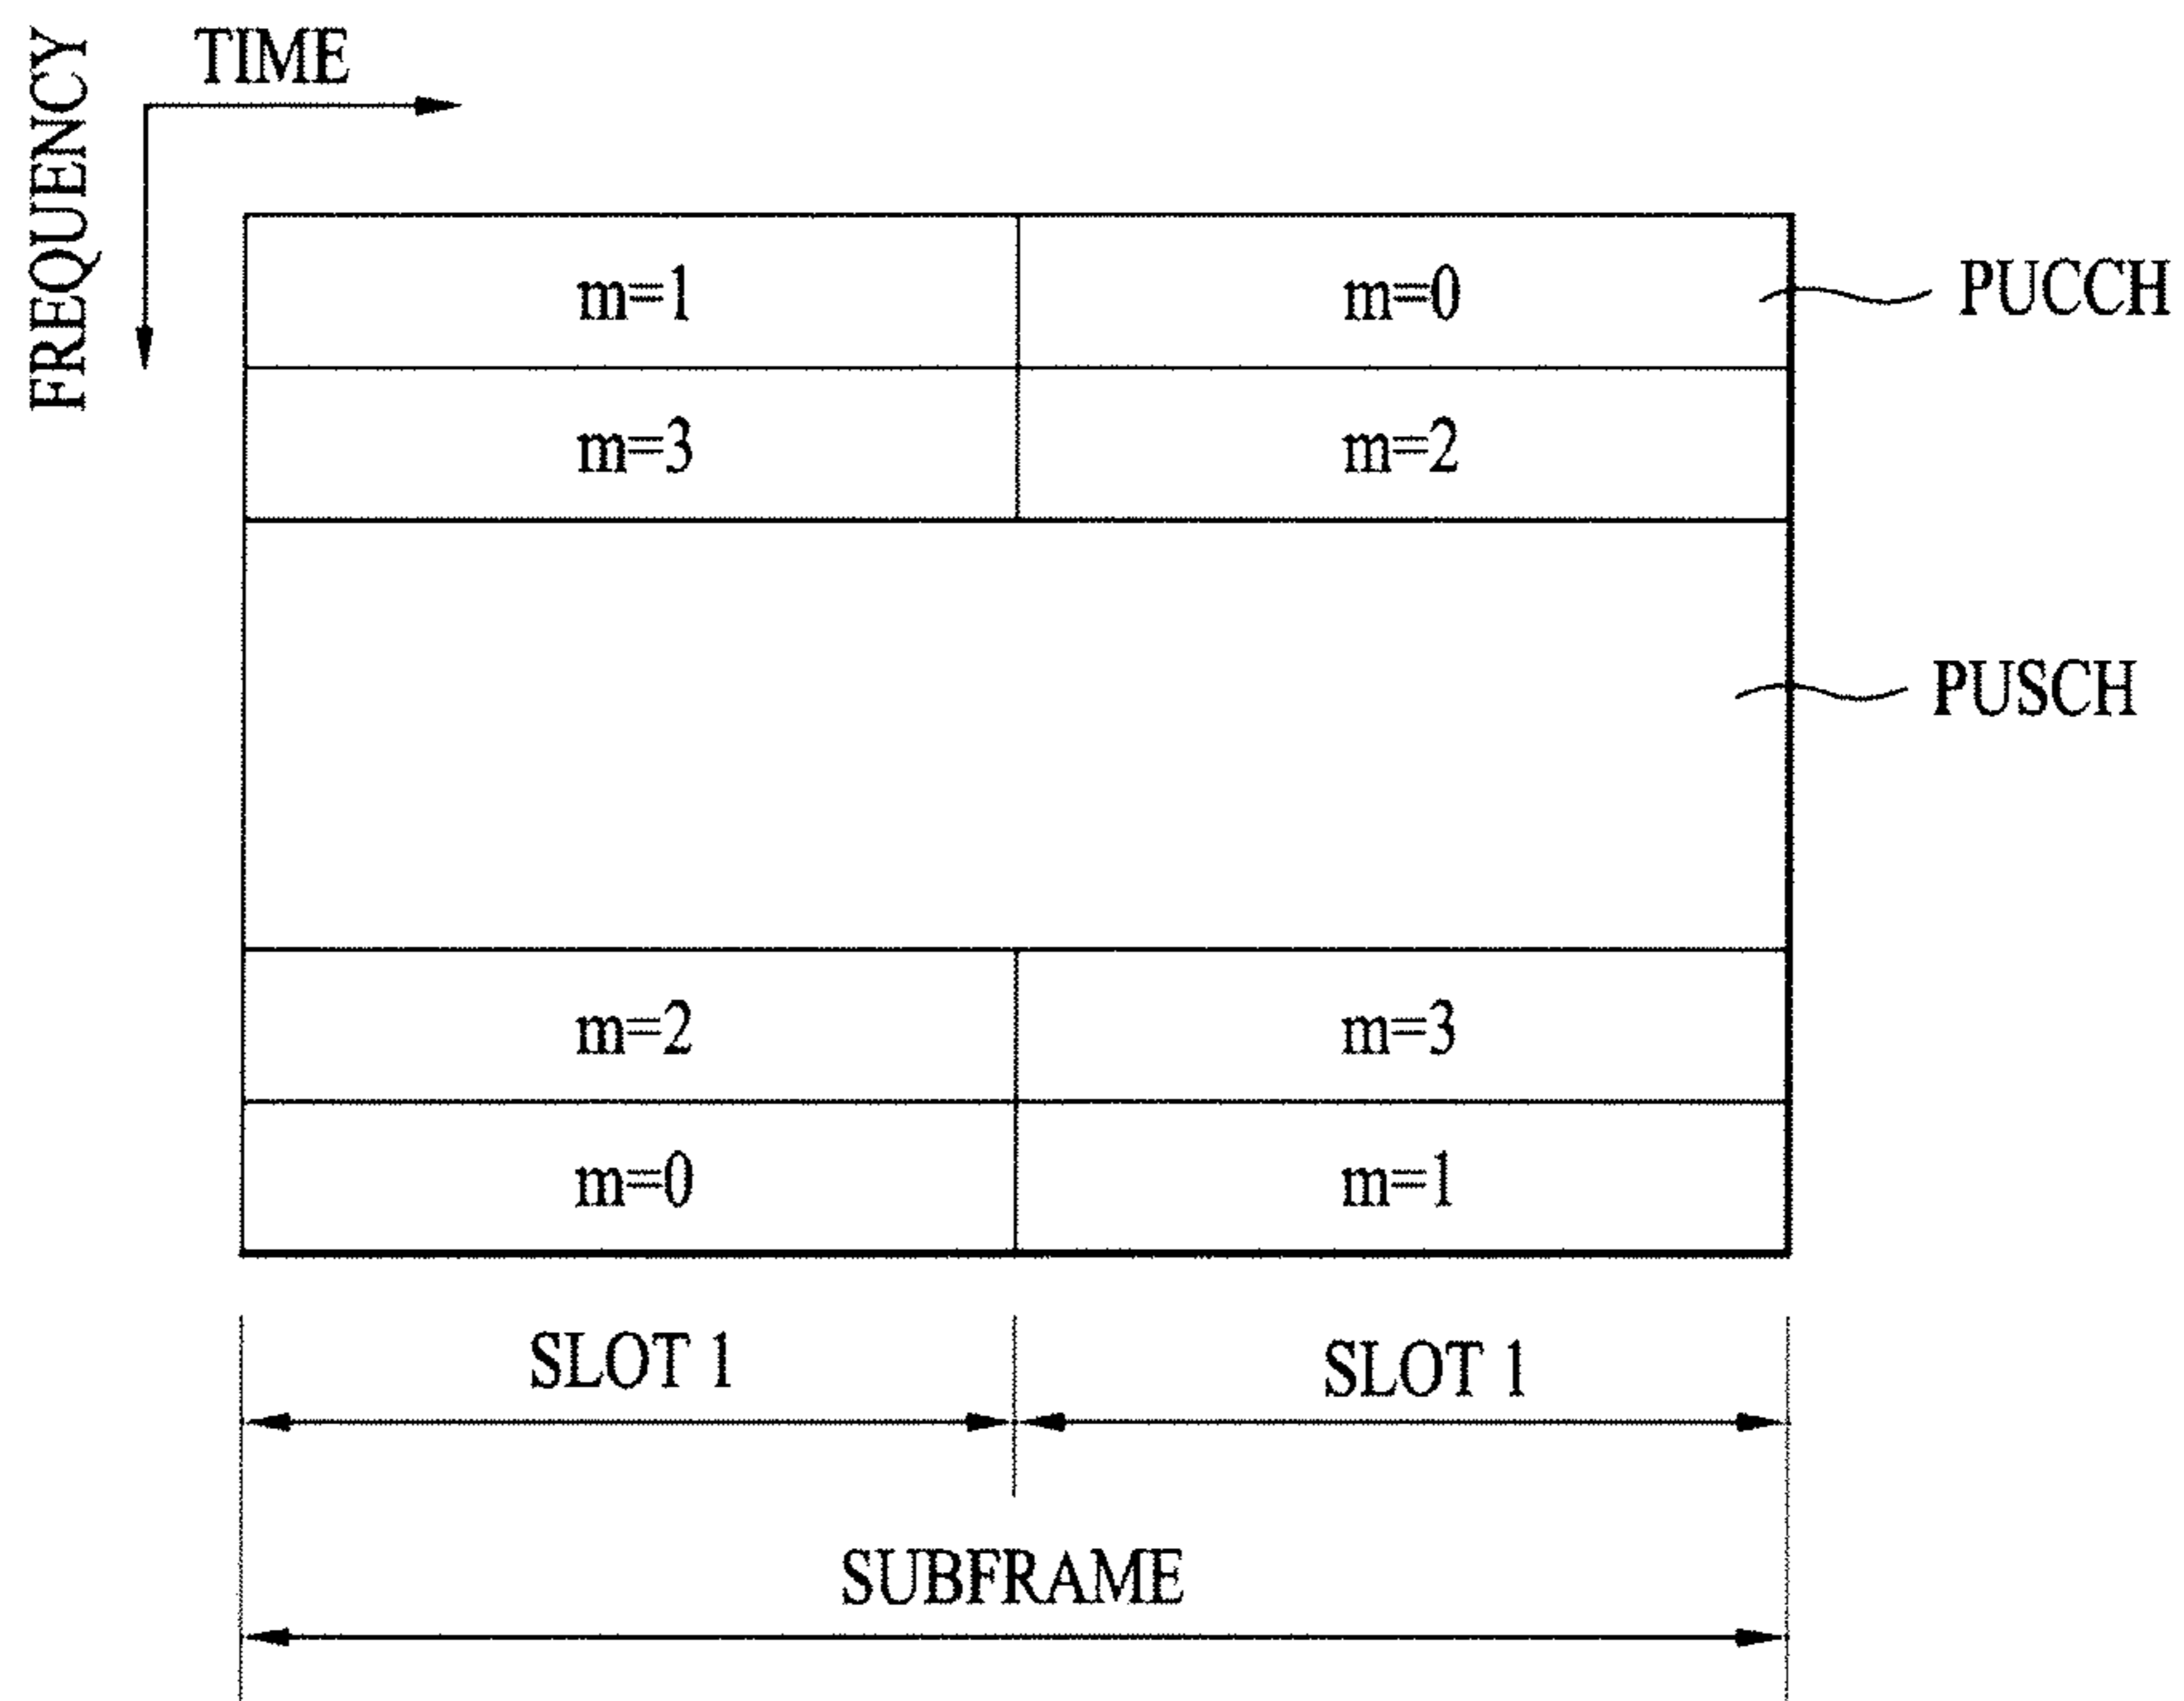 TIME
FREQUENCY
m=1 m=0 PUCCH
m=3 m=2
PUSCH
m=2 m=3
m=0 m=1
SLOT 1 SLOT 1
SUBFRAME